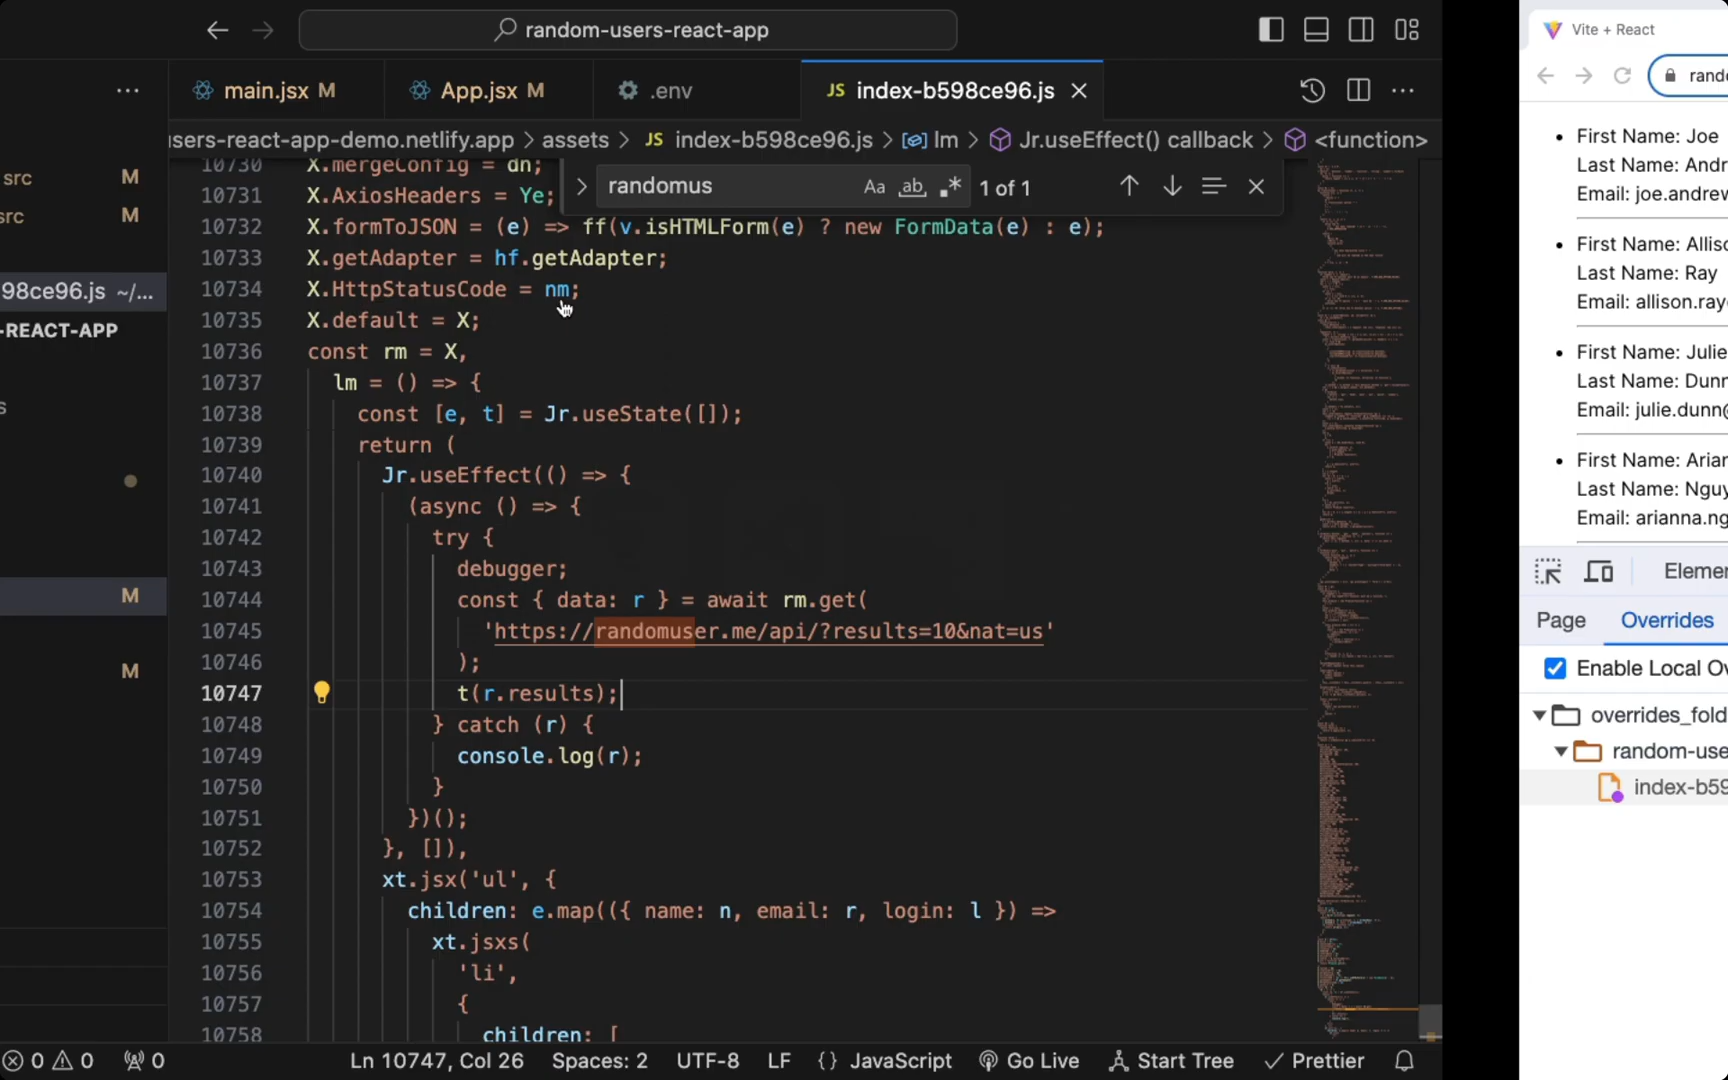 random-users-react-app
main.jsx M
App.jsx M
.env
JS index-b598ce96.js
users-react-app-demo.netlify.app > assets > JS index-b598ce96.js > lm > Jr.useEffect() callback > <function>
src M
src M
98ce96.js ~/...
-REACT-APP
s
M
M
randomus
Aa ab 1 of 1
10730 X.mergeConfig = dn;
10731 X.AxiosHeaders = Ye;
10732 X.formToJSON = (e) => ff(v.isHTMLForm(e) ? new FormData(e) : e);
10733 X.getAdapter = hf.getAdapter;
10734 X.HttpStatusCode = nm;
10735 X.default = X;
10736 const rm = X,
10737 lm = () => {
10738 const [e, t] = Jr.useState([]);
10739 return (
10740 Jr.useEffect(() => {
10741 (async () => {
10742 try {
10743 debugger;
10744 const { data: r } = await rm.get(
10745 'https://randomuser.me/api/?results=10&nat=us'
10746 );
10747 t(r.results);
10748 } catch (r) {
10749 console.log(r);
10750 }
10751 })();
10752 }, []),
10753 xt.jsx('ul', {
10754 children: e.map(({ name: n, email: r, login: l }) =>
10755 xt.jsxs(
10756 'li',
10757 {
10758 children: [
0 0 0 Ln 10747, Col 26 Spaces: 2 UTF-8 LF {} JavaScript Go Live Start Tree Prettier
Vite + React
rando
First Name: Joe
Last Name: Andr
Email: joe.andrew
First Name: Alliso
Last Name: Ray
Email: allison.ray
First Name: Julie
Last Name: Dunn
Email: julie.dunn@
First Name: Arian
Last Name: Nguy
Email: arianna.ng
Elemen
Page Overrides
Enable Local Ov
overrides_fold
random-use
index-b59